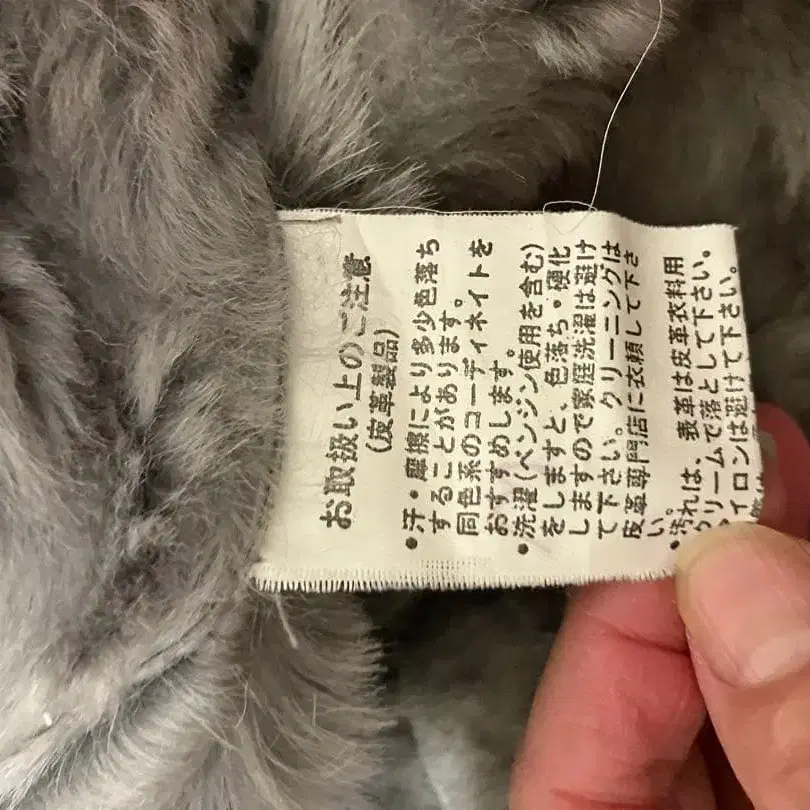 お取扱い上のご注意
(皮革製品)
●汗・摩擦により多少色落ち
することがあります。
同色系のコーディネイトを
おすすめします。
●洗濯(ベンジン使用を含む)
をしますと、色落ち・硬化
しますので家庭洗濯は避け
て下さい。クリーニングは
皮革専門店に衣頼して下さ
い。
●汚れは、表革は皮革衣料用
クリームで落として下さい。
アイロンは避けて下さい。